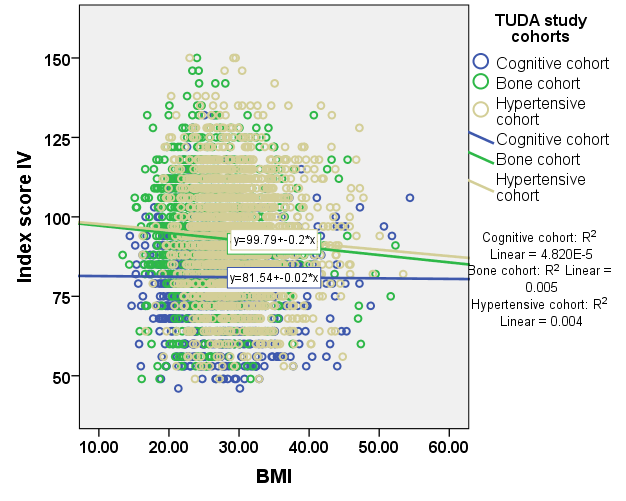 TUDA study
cohorts
Cognitive cohort
Bone cohort
Hypertensive
cohort
Cognitive cohort
Bone cohort
Hypertensive
cohort
Cognitive cohort: R²
Linear = 4.820E-5
Bone cohort: R² Linear =
0.005
Hypertensive cohort: R²
Linear = 0.004
Index score IV
150
125
100
75
50
y=99.79+-0.2*x
y=81.54+-0.02*x
10.00 20.00 30.00 40.00 50.00 60.00
BMI